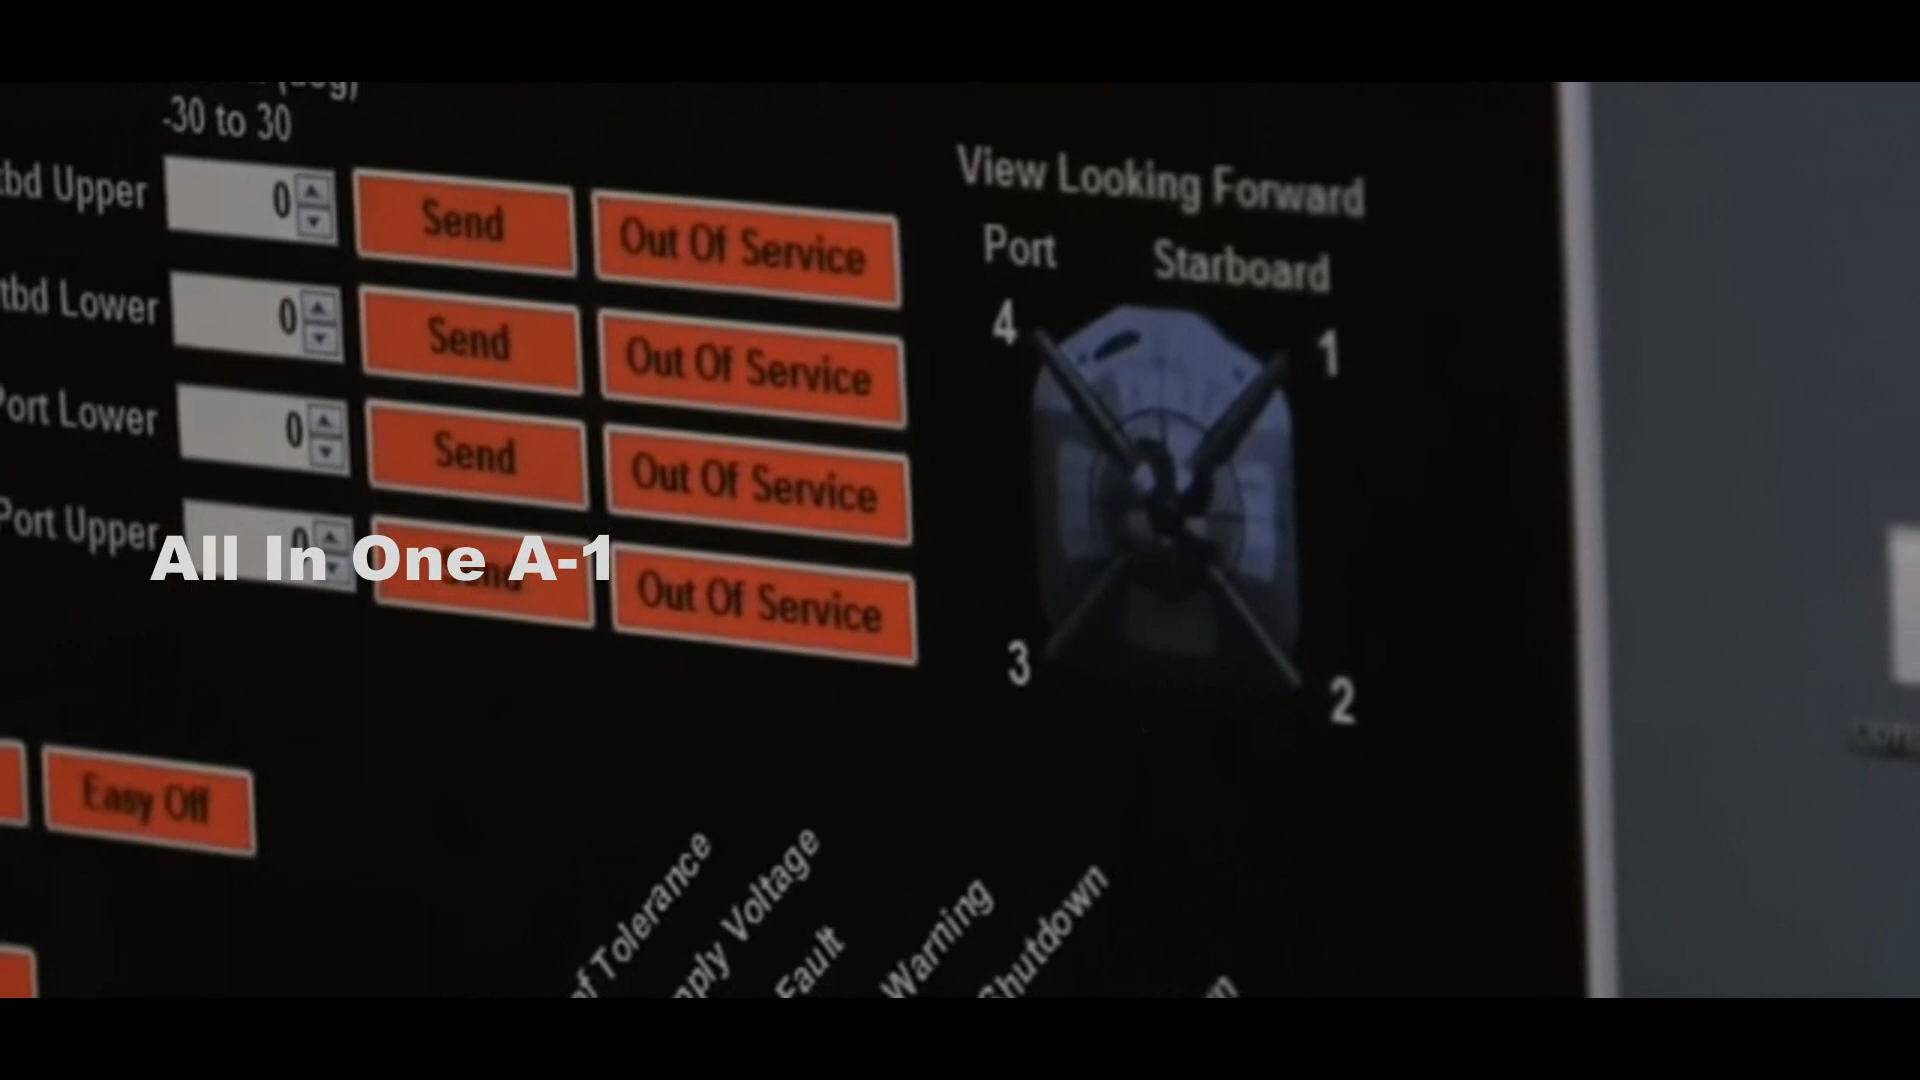 -30 to 30
Upper
0
Send
Out Of Service
Lower
0
Send
Out Of Service
Port Lower
0
Send
Out Of Service
Port Upper
0
Send
Out Of Service
All In One A-1
View Looking Forward
Port
Starboard
4
1
3
2
Easy Off
Tolerance
Voltage
Fault
Warning
Shutdown